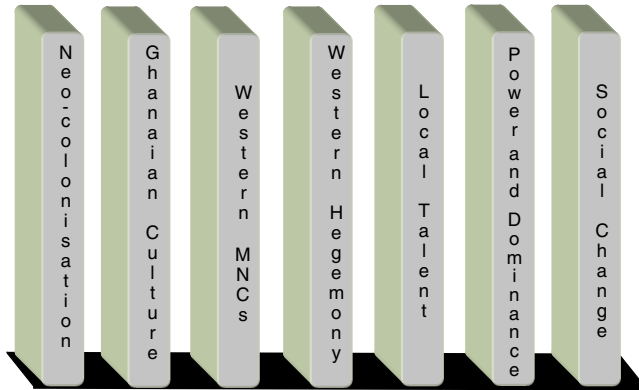 Neo-colonisation
Ghanaian Culture
Western MNCs
Western Hegemony
Local Talent
Power and Dominance
Social Change